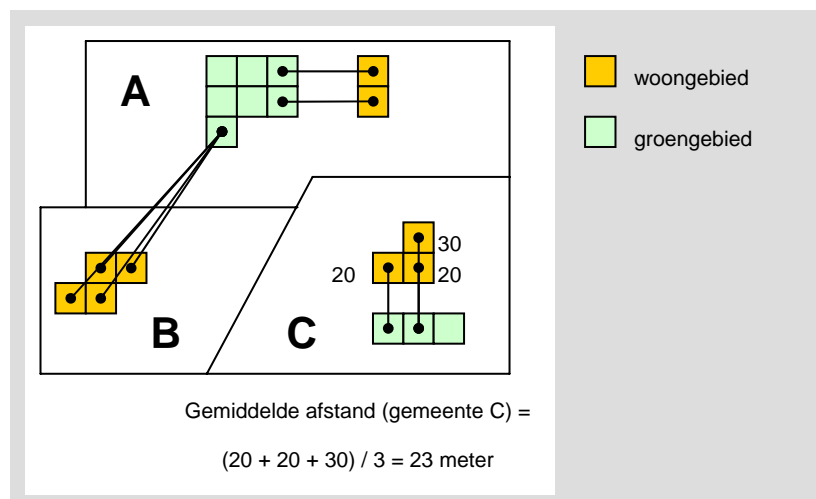 A
woongebied
groengebied
30
20 20
B C
Gemiddelde afstand (gemeente C) =
(20 + 20 + 30) / 3 = 23 meter